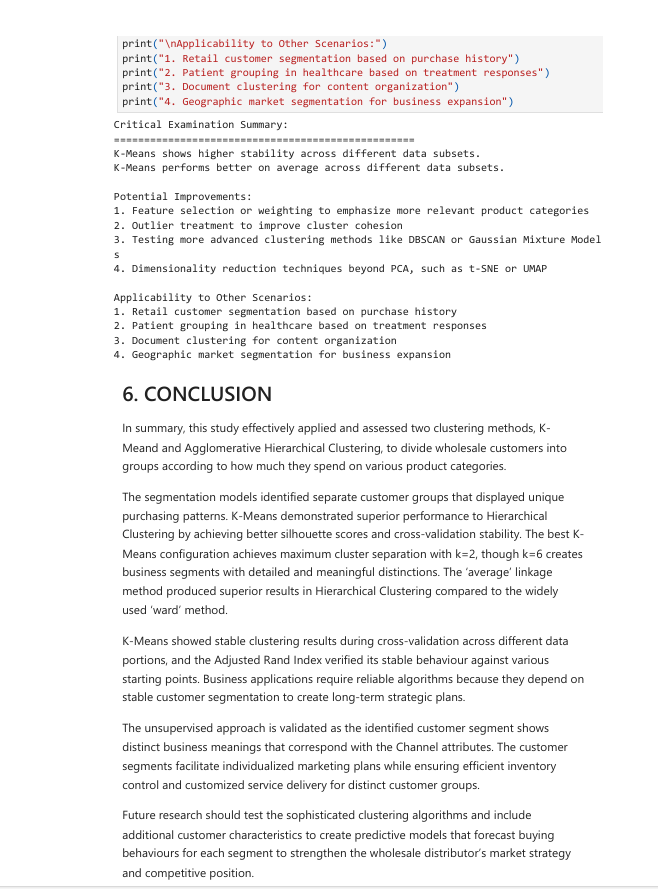 print("\nApplicability to Other Scenarios:")
print("1. Retail customer segmentation based on purchase history")
print("2. Patient grouping in healthcare based on treatment responses")
print("3. Document clustering for content organization")
print("4. Geographic market segmentation for business expansion")
Critical Examination Summary:
==================================================
K-Means shows higher stability across different data subsets.
K-Means performs better on average across different data subsets.
Potential Improvements:
1. Feature selection or weighting to emphasize more relevant product categories
2. Outlier treatment to improve cluster cohesion
3. Testing more advanced clustering methods like DBSCAN or Gaussian Mixture Model
s
4. Dimensionality reduction techniques beyond PCA, such as t-SNE or UMAP
Applicability to Other Scenarios:
1. Retail customer segmentation based on purchase history
2. Patient grouping in healthcare based on treatment responses
3. Document clustering for content organization
4. Geographic market segmentation for business expansion
6. CONCLUSION
In summary, this study effectively applied and assessed two clustering methods, K-
Meand and Agglomerative Hierarchical Clustering, to divide wholesale customers into
groups according to how much they spend on various product categories.
The segmentation models identified separate customer groups that displayed unique
purchasing patterns. K-Means demonstrated superior performance to Hierarchical
Clustering by achieving better silhouette scores and cross-validation stability. The best K-
Means configuration achieves maximum cluster separation with k=2, though k=6 creates
business segments with detailed and meaningful distinctions. The ‘average’ linkage
method produced superior results in Hierarchical Clustering compared to the widely
used ‘ward’ method.
K-Means showed stable clustering results during cross-validation across different data
portions, and the Adjusted Rand Index verified its stable behaviour against various
starting points. Business applications require reliable algorithms because they depend on
stable customer segmentation to create long-term strategic plans.
The unsupervised approach is validated as the identified customer segment shows
distinct business meanings that correspond with the Channel attributes. The customer
segments facilitate individualized marketing plans while ensuring efficient inventory
control and customized service delivery for distinct customer groups.
Future research should test the sophisticated clustering algorithms and include
additional customer characteristics to create predictive models that forecast buying
behaviours for each segment to strengthen the wholesale distributor’s market strategy
and competitive position.